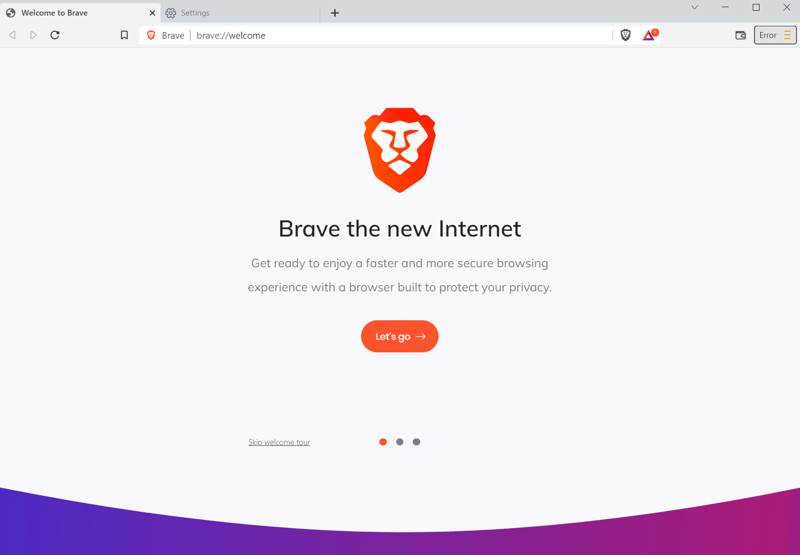 Welcome to Brave
Settings
Brave | brave://welcome
1
Error
Brave the new Internet
Get ready to enjoy a faster and more secure browsing
experience with a browser built to protect your privacy.
Let's go
Skip welcome tour